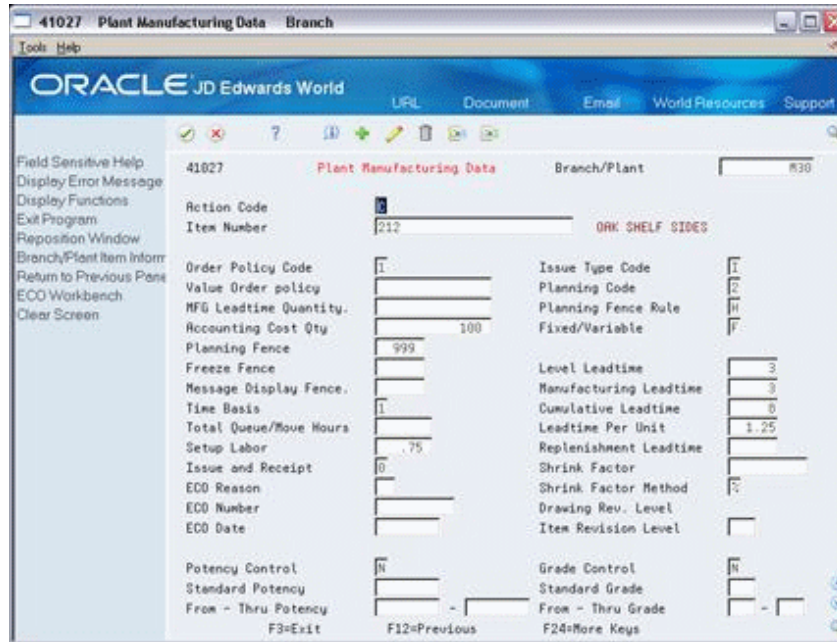 41027 Plant Manufacturing Data Branch
Tools Help
ORACLE JD Edwards World
URL Document Email World Resources Support
Field Sensitive Help
Display Error Message
Display Functions
Exit Program
Reposition Window
Branch/Plant Item Inform
Return to Previous Pane
ECO Workbench
Clear Screen
41027 Plant Manufacturing Data Branch/Plant M30
Action Code C
Item Number 212 OAK SHELF SIDES
Order Policy Code 1 Issue Type Code I
Value Order policy Planning Code 2
MFG Leadtime Quantity. Planning Fence Rule H
Accounting Cost Qty 100 Fixed/Variable F
Planning Fence 999
Freeze Fence Level Leadtime 3
Message Display Fence. Manufacturing Leadtime 3
Time Basis 1 Cumulative Leadtime
Total Queue/Move Hours Leadtime Per Unit 1.25
Setup Labor .75 Replenishment Leadtime
Issue and Receipt 0 Shrink Factor
ECO Reason Shrink Factor Method %
ECO Number Drawing Rev. Level
ECO Date Item Revision Level
Potency Control N Grade Control N
Standard Potency Standard Grade
From - Thru Potency - From - Thru Grade -
F3=Exit F12=Previous F24=More Keys